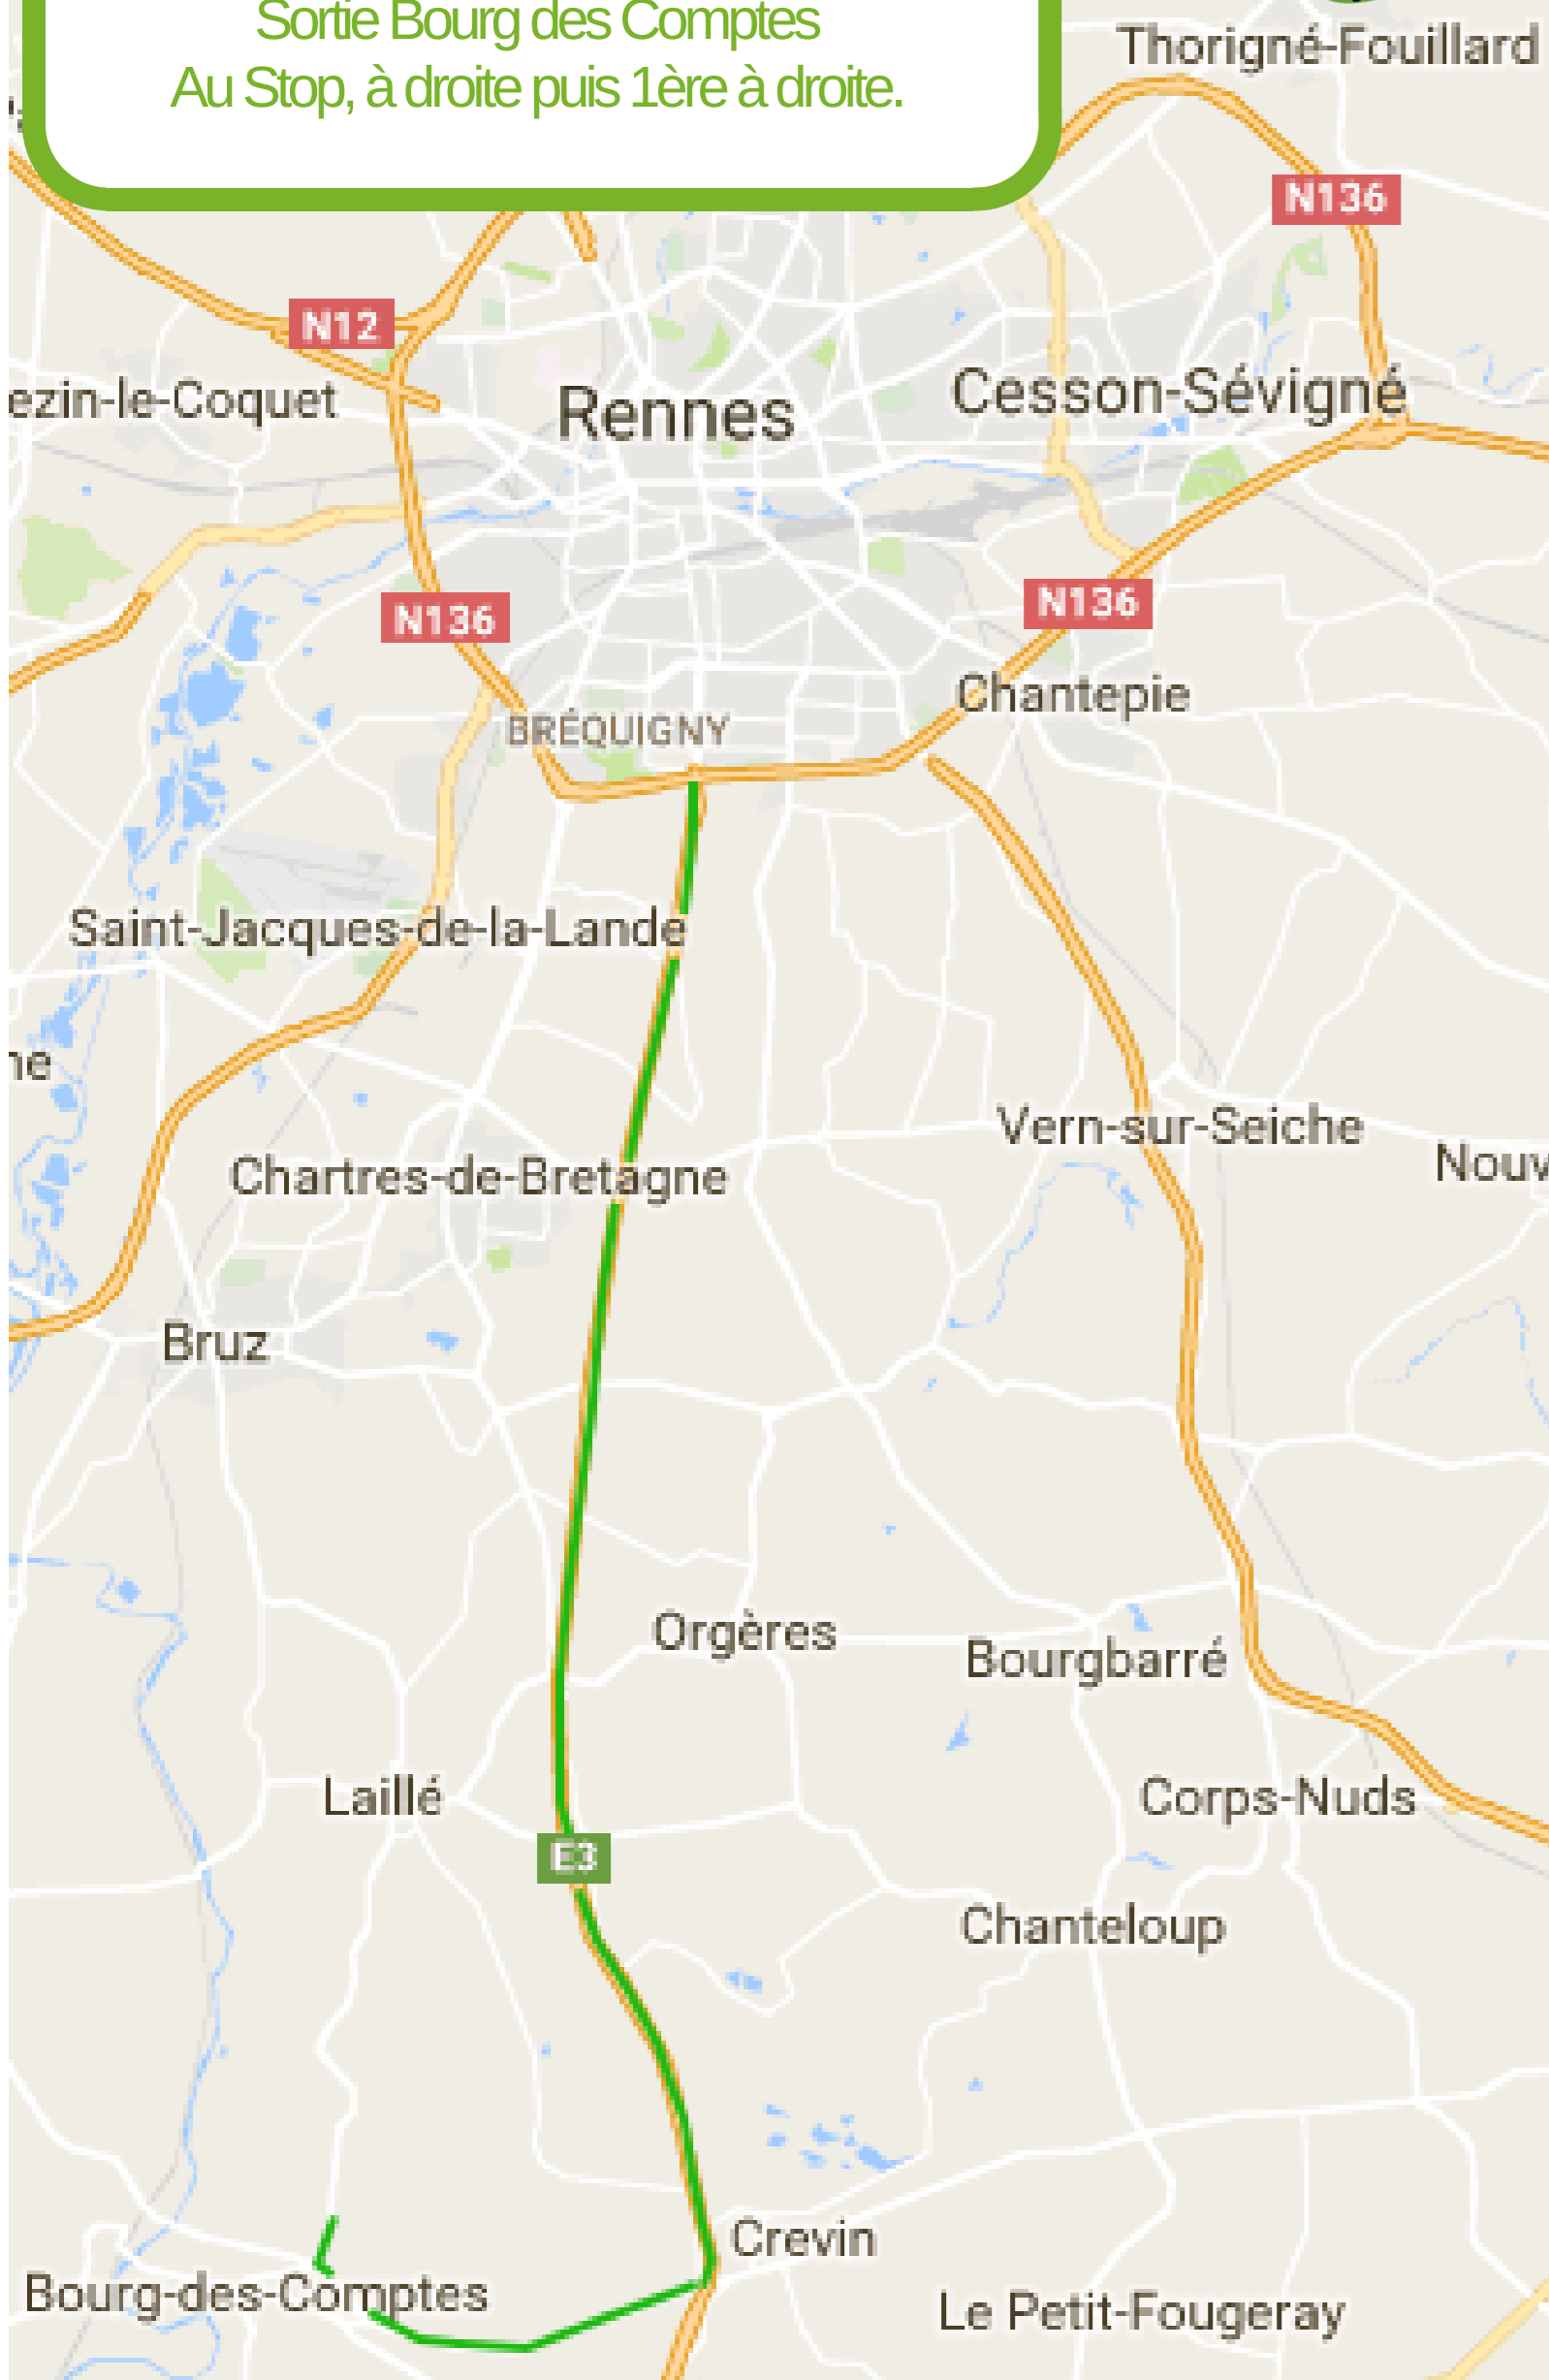 Sortie Bourg des Comptes
Au Stop, à droite puis 1ère à droite.
Thorigné-Fouillard
N136
N12
ezin-le-Coquet
Rennes
Cesson-Sévigné
N136
N136
Chantepie
BRÉQUIGNY
Saint-Jacques-de-la-Lande
ne
Vern-sur-Seiche
Chartres-de-Bretagne
Nouv
Bruz
Orgères
Bourgbarré
Laillé
Corps-Nuds
E3
Chanteloup
Crevin
Bourg-des-Comptes
Le Petit-Fougeray